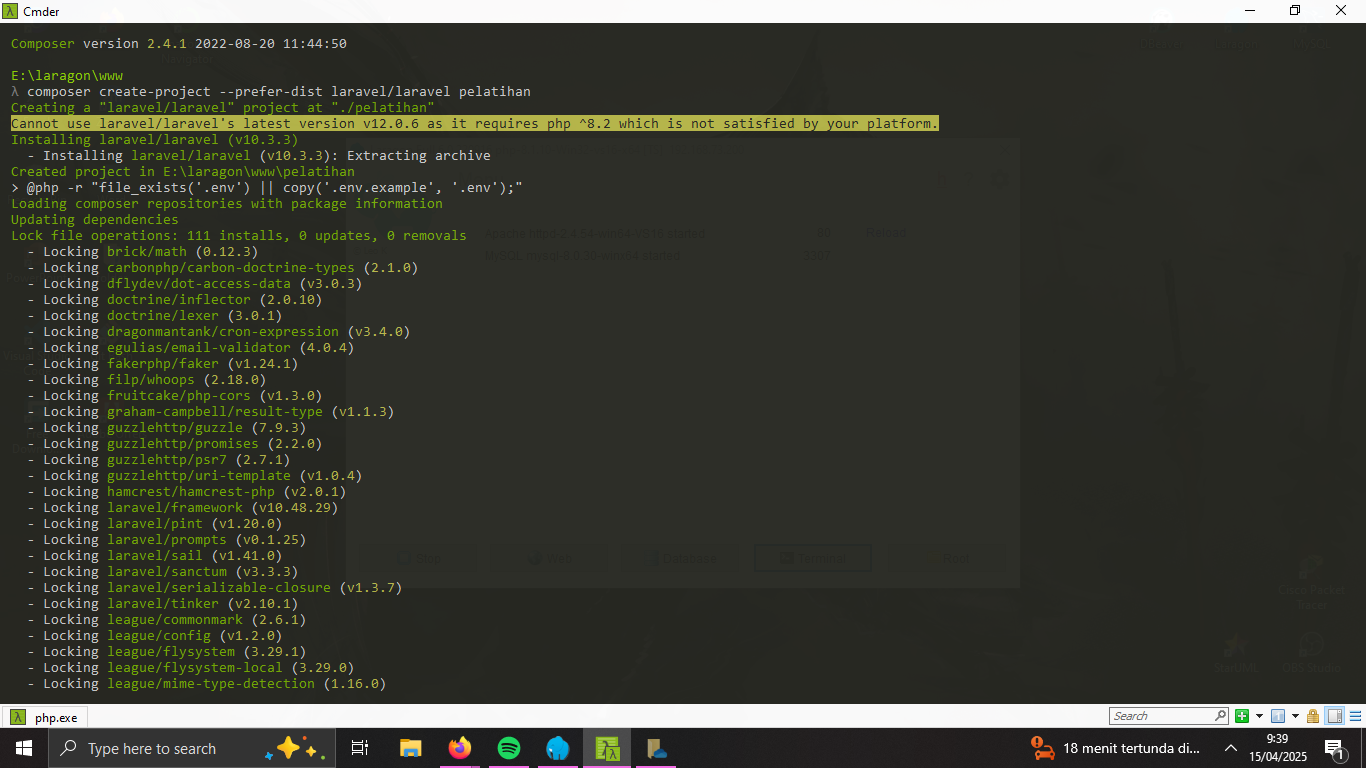 Cmder
Composer version 2.4.1 2022-08-20 11:44:50
E:\laragon\www
λ composer create-project --prefer-dist laravel/laravel pelatihan
Creating a "laravel/laravel" project at "./pelatihan"
Cannot use laravel/laravel's latest version v12.0.6 as it requires php ^8.2 which is not satisfied by your platform.
Installing laravel/laravel (v10.3.3)
  - Installing laravel/laravel (v10.3.3): Extracting archive
Created project in E:\laragon\www\pelatihan
> @php -r "file_exists('.env') || copy('.env.example', '.env');"
Loading composer repositories with package information
Updating dependencies
Lock file operations: 111 installs, 0 updates, 0 removals
  - Locking brick/math (0.12.3)
  - Locking carbonphp/carbon-doctrine-types (2.1.0)
  - Locking dflydev/dot-access-data (v3.0.3)
  - Locking doctrine/inflector (2.0.10)
  - Locking doctrine/lexer (3.0.1)
  - Locking dragonmantank/cron-expression (v3.4.0)
  - Locking egulias/email-validator (4.0.4)
  - Locking fakerphp/faker (v1.24.1)
  - Locking filp/whoops (2.18.0)
  - Locking fruitcake/php-cors (v1.3.0)
  - Locking graham-campbell/result-type (v1.1.3)
  - Locking guzzlehttp/guzzle (7.9.3)
  - Locking guzzlehttp/promises (2.2.0)
  - Locking guzzlehttp/psr7 (2.7.1)
  - Locking guzzlehttp/uri-template (v1.0.4)
  - Locking hamcrest/hamcrest-php (v2.0.1)
  - Locking laravel/framework (v10.48.29)
  - Locking laravel/pint (v1.20.0)
  - Locking laravel/prompts (v0.1.25)
  - Locking laravel/sail (v1.41.0)
  - Locking laravel/sanctum (v3.3.3)
  - Locking laravel/serializable-closure (v1.3.7)
  - Locking laravel/tinker (v2.10.1)
  - Locking league/commonmark (2.6.1)
  - Locking league/config (v1.2.0)
  - Locking league/flysystem (3.29.1)
  - Locking league/flysystem-local (3.29.0)
  - Locking league/mime-type-detection (1.16.0)
php.exe
Search
Type here to search
18 menit tertunda di...
9:39
15/04/2025
1